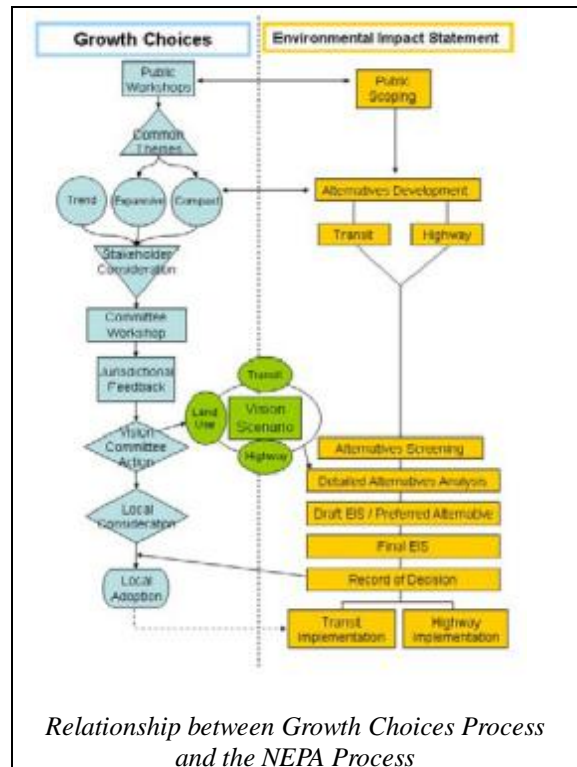 Growth Choices
Environmental Impact Statement
Public
Workshops
Public
Scoping
Common
Themes
Trend
Expansive
Compact
Alternatives Development
Transit
Highway
Stakeholder
Consideration
Committee
Workshop
Jurisdictional
Feedback
Transit
Land
Use
Vision
Scenario
Highway
Vision
Committee
Action
Alternatives Screening
Detailed Alternatives Analysis
Local
Consideration
Draft EIS / Preferred Alternative
Final EIS
Record of Decision
Local
Adoption
Transit
Implementation
Highway
Implementation
Relationship between Growth Choices Process
and the NEPA Process